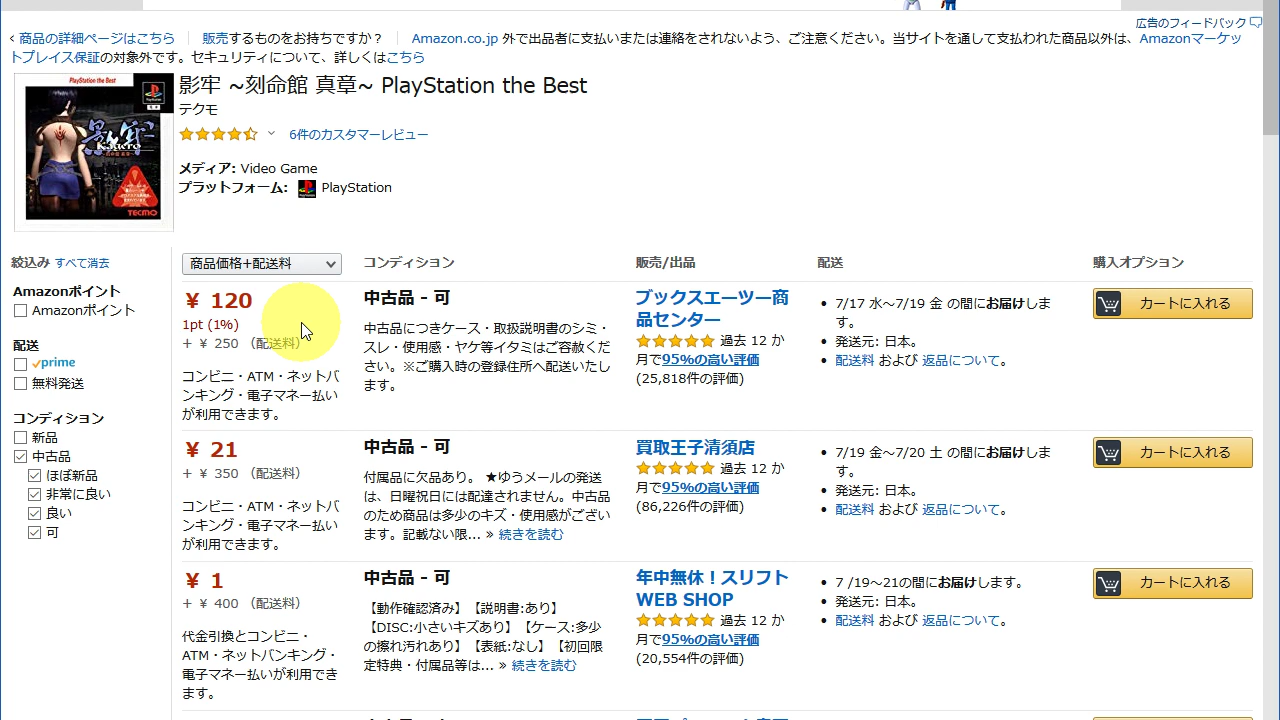 広告のフィードバック
‹ 商品の詳細ページはこちら 販売するものをお持ちですか？ Amazon.co.jp 外で出品者に支払いまたは連絡をされないよう、ご注意ください。当サイトを通して支払われた商品以外は、Amazonマーケッ
トプレイス保証の対象外です。セキュリティについて、詳しくはこちら
PlayStation the Best
影牢
Kagero
TECMO
影牢 ~刻命館 真章~ PlayStation the Best
テクモ
6件のカスタマーレビュー
メディア: Video Game
プラットフォーム: PlayStation
絞込み すべて消去
Amazonポイント
Amazonポイント
配送
prime
無料発送
コンディション
新品
中古品
ほぼ新品
非常に良い
良い
可
商品価格+配送料 コンディション 販売/出品 配送 購入オプション
￥ 120
1pt (1%)
+ ￥ 250 （配送料）
コンビニ・ATM・ネットバ
ンキング・電子マネー払い
が利用できます。
中古品 - 可
中古品につきケース・取扱説明書のシミ・
スレ・使用感・ヤケ等イタミはご容赦くだ
さい。※ご購入時の登録住所へ配送いたし
ます。
ブックスエーツー商
品センター
過去 12 か
月で95%の高い評価
(25,818件の評価)
• 7/17 水～7/19 金 の間にお届けしま
す。
• 発送元: 日本。
• 配送料 および 返品について。
カートに入れる
￥ 21
+ ￥ 350 （配送料）
コンビニ・ATM・ネットバ
ンキング・電子マネー払い
が利用できます。
中古品 - 可
付属品に欠品あり。 ★ゆうメールの発送
は、日曜祝日には配達されません。中古品
のため商品は多少のキズ・使用感がござい
ます。記載ない限... » 続きを読む
買取王子清須店
過去 12 か
月で95%の高い評価
(86,226件の評価)
• 7/19 金～7/20 土 の間にお届けしま
す。
• 発送元: 日本。
• 配送料 および 返品について。
カートに入れる
￥ 1
+ ￥ 400 （配送料）
代金引換とコンビニ・
ATM・ネットバンキング・
電子マネー払いが利用でき
ます。
中古品 - 可
【動作確認済み】【説明書:あり】
【DISC:小さいキズあり】【ケース:多少
の擦れ汚れあり】【表紙:なし】【初回限
定特典・付属品等は... » 続きを読む
年中無休！スリフト
WEB SHOP
過去 12 か
月で95%の高い評価
(20,554件の評価)
• 7 /19～21の間にお届けします。
• 発送元: 日本。
• 配送料 および 返品について。
カートに入れる